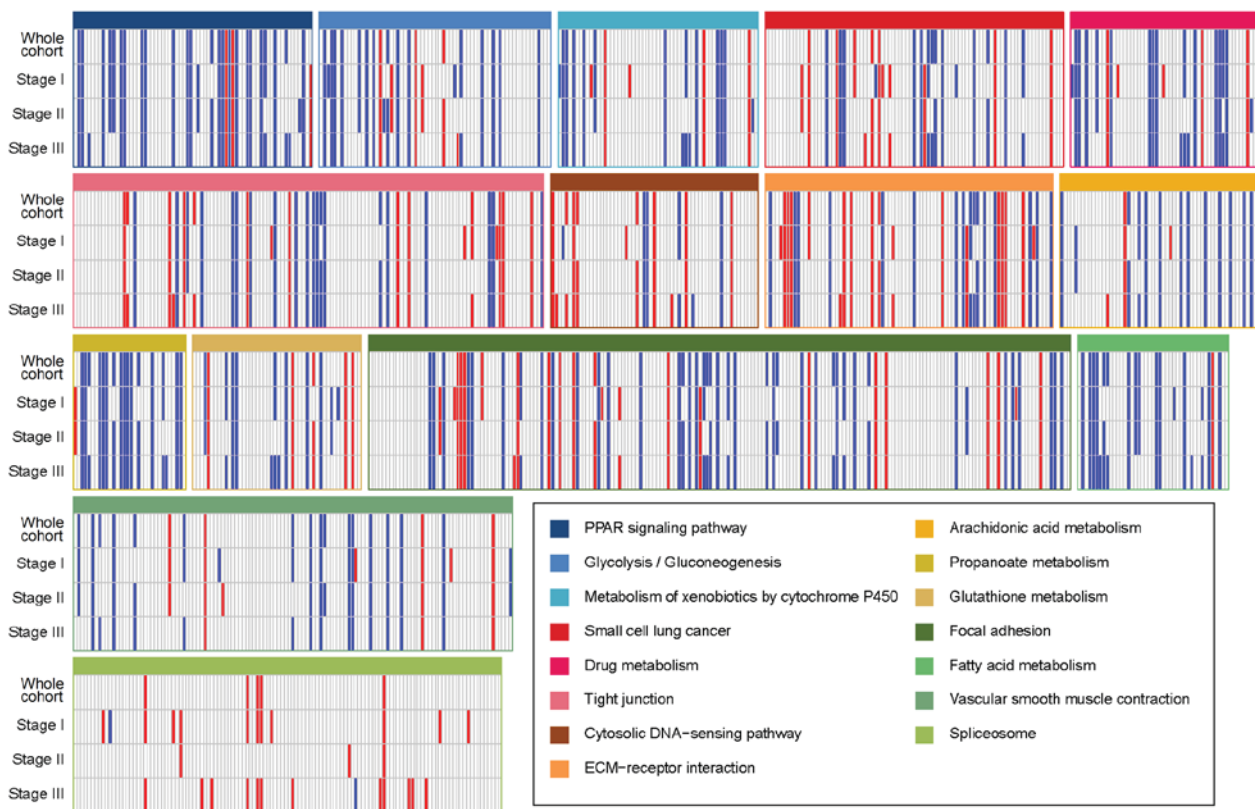 Whole
cohort
Stage I
Stage II
Stage III
Whole
cohort
Stage I
Stage II
Stage III
Whole
cohort
Stage I
Stage II
Stage III
Whole
cohort
Stage I
Stage II
Stage III
Whole
cohort
Stage I
Stage II
Stage III
PPAR signaling pathway
Glycolysis / Gluconeogenesis
Metabolism of xenobiotics by cytochrome P450
Small cell lung cancer
Drug metabolism
Tight junction
Cytosolic DNA−sensing pathway
ECM−receptor interaction
Arachidonic acid metabolism
Propanoate metabolism
Glutathione metabolism
Focal adhesion
Fatty acid metabolism
Vascular smooth muscle contraction
Spliceosome